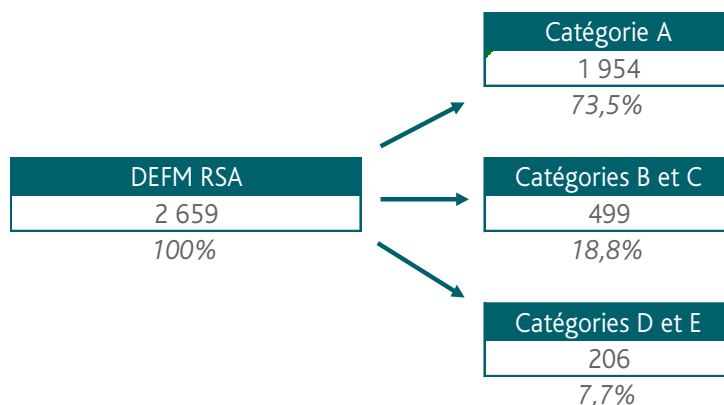 Catégorie A
1 954
73,5%
DEFM RSA
2 659
100%
Catégories B et C
499
18,8%
Catégories D et E
206
7,7%